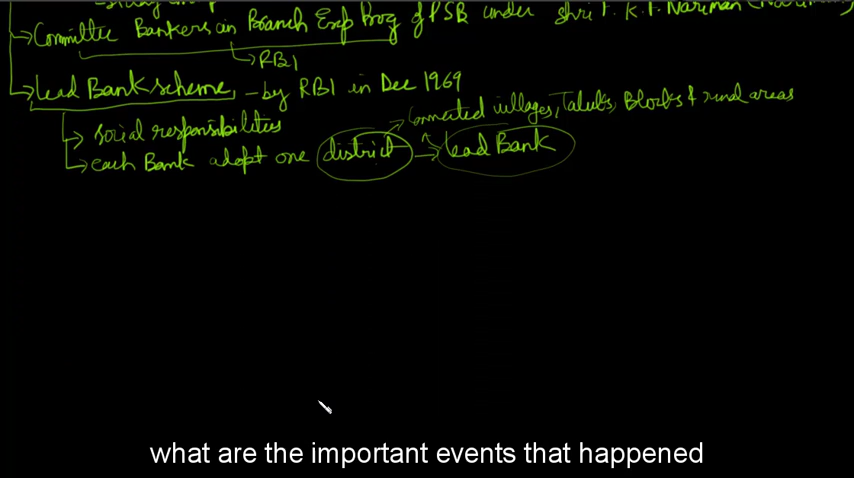 Committe Bankers in Branch Exp Prog of PSB under Shri F. K. F. Nariman
RBI
Lead Bank scheme, - by RBI in Dec 1969
Connected villages, Taluks, Blocks & rural areas
social responsibilities
each Bank adopt one district → Lead Bank
what are the important events that happened